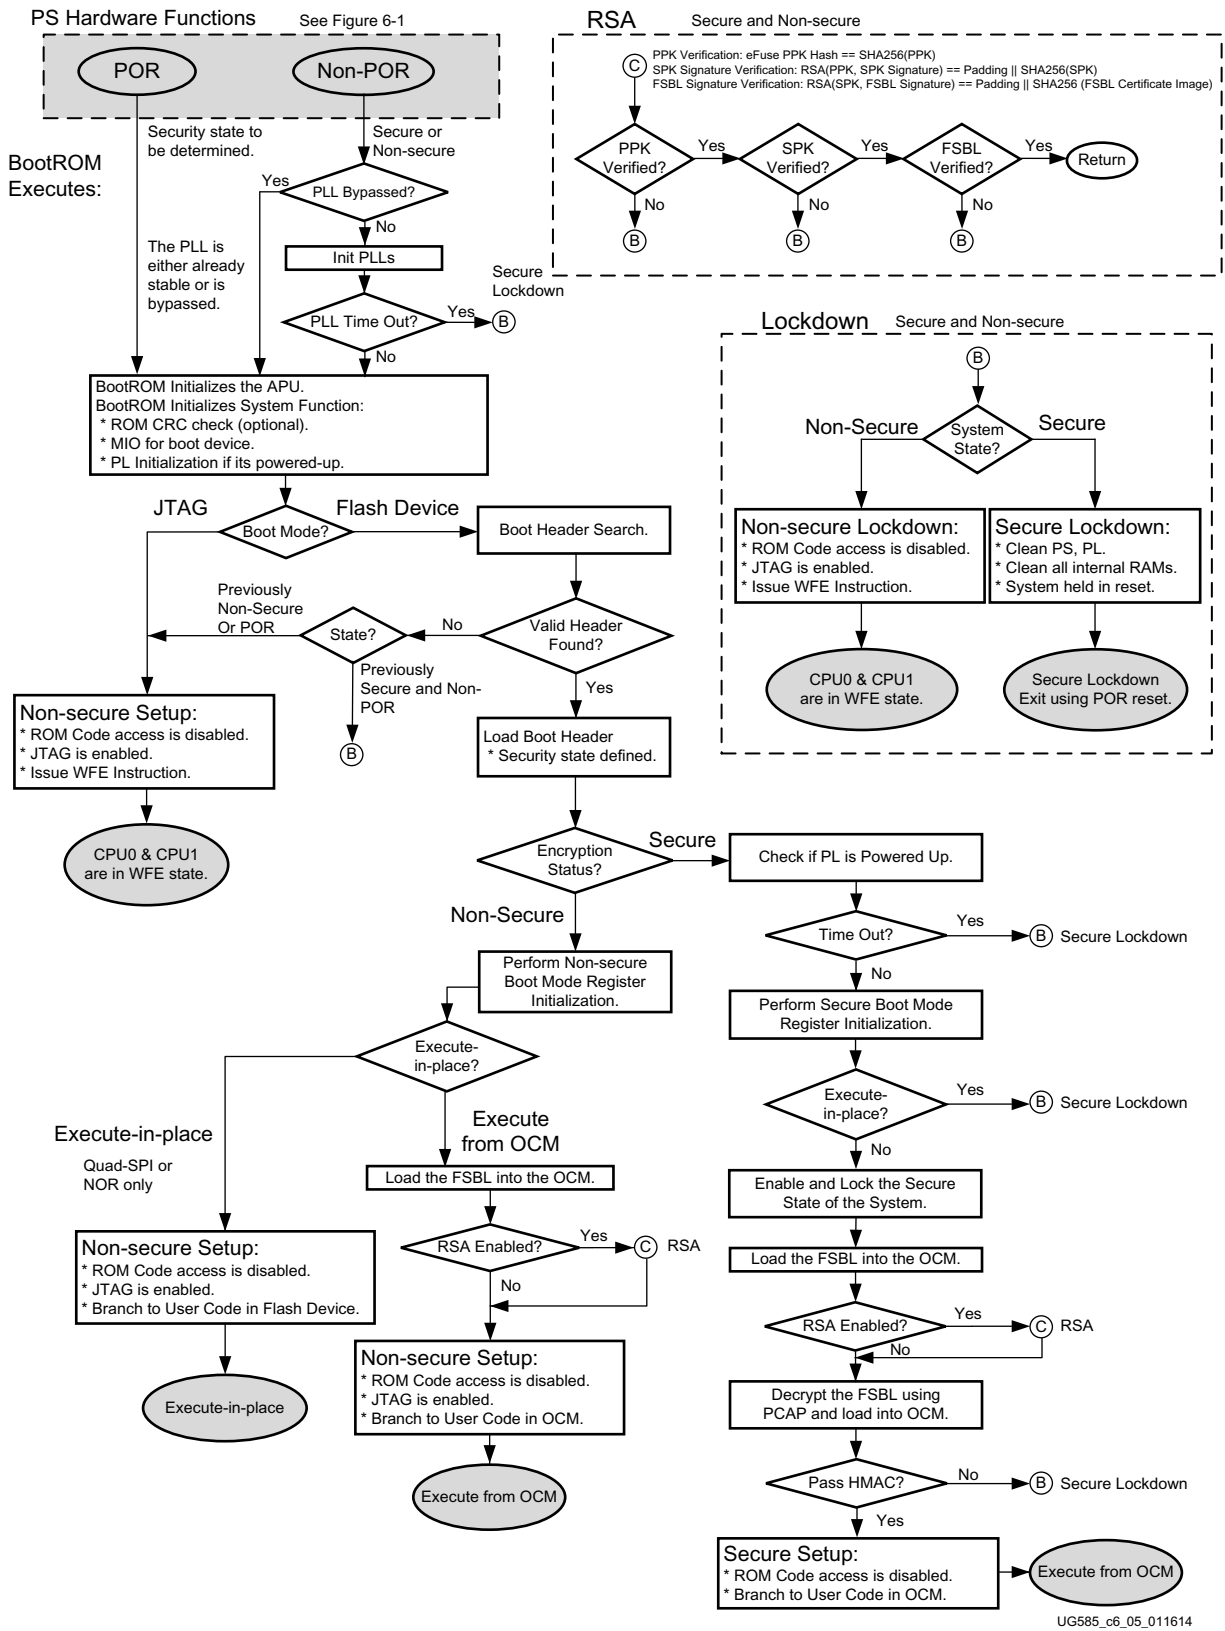 PS Hardware Functions
See Figure 6-1
POR
Non-POR
Security state to
be determined.
Secure or
Non-secure
BootROM
Executes:
Yes
PLL Bypassed?
No
The PLL is
either already
stable or is
bypassed.
Init PLLs
Secure
Lockdown
PLL Time Out?
Yes
B
No
BootROM Initializes the APU.
BootROM Initializes System Function:
* ROM CRC check (optional).
* MIO for boot device.
* PL Initialization if its powered-up.
RSA
Secure and Non-secure
C
PPK Verification: eFuse PPK Hash == SHA256(PPK)
SPK Signature Verification: RSA(PPK, SPK Signature) == Padding || SHA256(SPK)
FSBL Signature Verification: RSA(SPK, FSBL Signature) == Padding || SHA256 (FSBL Certificate Image)
PPK
Verified?
Yes
SPK
Verified?
Yes
FSBL
Verified?
Yes
Return
No
No
No
B
B
B
Lockdown
Secure and Non-secure
B
Non-Secure
System
State?
Secure
Non-secure Lockdown:
* ROM Code access is disabled.
* JTAG is enabled.
* Issue WFE Instruction.
Secure Lockdown:
* Clean PS, PL.
* Clean all internal RAMs.
* System held in reset.
CPU0 & CPU1
are in WFE state.
Secure Lockdown
Exit using POR reset.
JTAG
Boot Mode?
Flash Device
Boot Header Search.
Previously
Non-Secure
Or POR
State?
No
Valid Header
Found?
Previously
Secure and Non-
POR
B
Yes
Non-secure Setup:
* ROM Code access is disabled.
* JTAG is enabled.
* Issue WFE Instruction.
CPU0 & CPU1
are in WFE state.
Load Boot Header
* Security state defined.
Encryption
Status?
Secure
Non-Secure
Check if PL is Powered Up.
Time Out?
Yes
B
Secure Lockdown
No
Perform Non-secure
Boot Mode Register
Initialization.
Perform Secure Boot Mode
Register Initialization.
Execute-
in-place?
Execute-
in-place?
Yes
B
Secure Lockdown
No
Execute-in-place
Quad-SPI or
NOR only
Execute
from OCM
Load the FSBL into the OCM.
Enable and Lock the Secure
State of the System.
Non-secure Setup:
* ROM Code access is disabled.
* JTAG is enabled.
* Branch to User Code in Flash Device.
RSA Enabled?
Yes
C
RSA
No
Load the FSBL into the OCM.
RSA Enabled?
Yes
C
RSA
No
Execute-in-place
Non-secure Setup:
* ROM Code access is disabled.
* JTAG is enabled.
* Branch to User Code in OCM.
Decrypt the FSBL using
PCAP and load into OCM.
Execute from OCM
Pass HMAC?
No
B
Secure Lockdown
Yes
Secure Setup:
* ROM Code access is disabled.
* Branch to User Code in OCM.
Execute from OCM
UG585_c6_05_011614